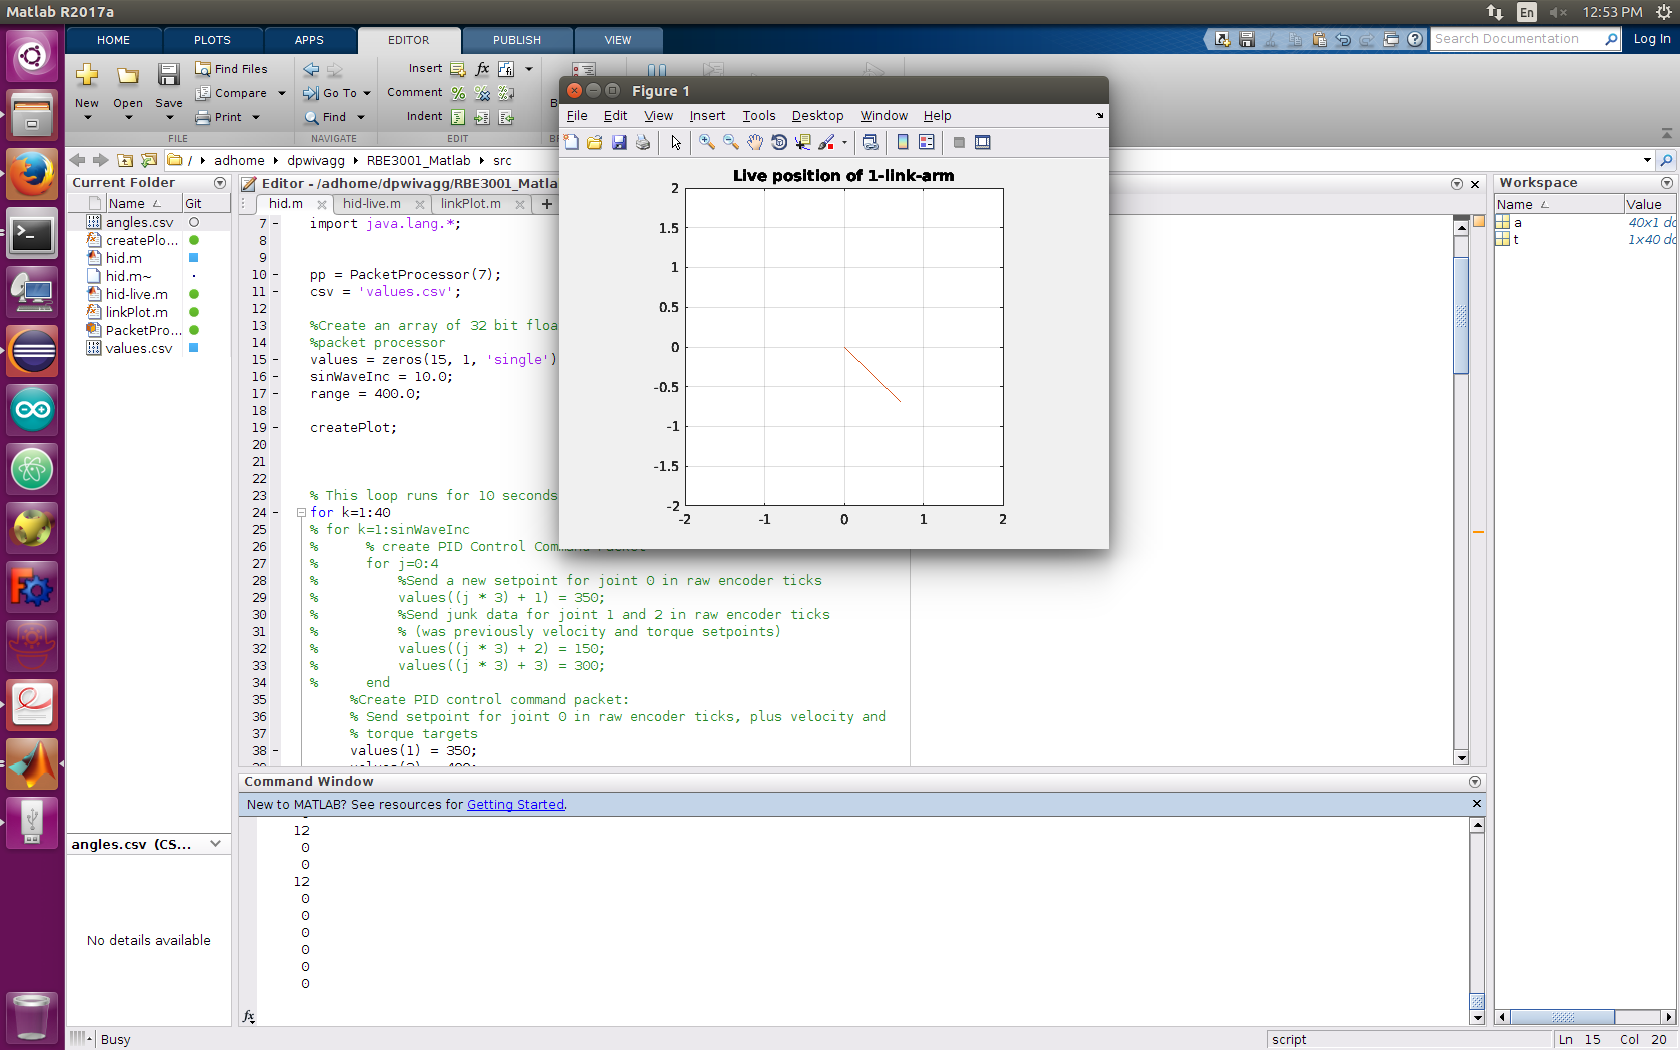 Matlab R2017a
En
12:53 PM
HOME
PLOTS
APPS
EDITOR
PUBLISH
VIEW
Search Documentation
Log In
New
Open
Save
Find Files
Compare
Print
Go To
Find
Insert
Comment
Indent
FILE
NAVIGATE
EDIT
/ adhome dpwivagg RBE3001_Matlab src
Current Folder
Name Git
angles.csv
createPlo...
hid.m
hid.m~
hid-live.m
linkPlot.m
PacketPro...
values.csv
angles.csv (CS...
No details available
Editor - /adhome/dpwivagg/RBE3001_Matla
hid.m
hid-live.m
linkPlot.m
7 - import java.lang.*;
8
9
10 - pp = PacketProcessor(7);
11 - csv = 'values.csv';
12
13 %Create an array of 32 bit floa
14 %packet processor
15 - values = zeros(15, 1, 'single')
16 - sinWaveInc = 10.0;
17 - range = 400.0;
18
19 - createPlot;
20
21
22
23 % This loop runs for 10 seconds
24 - for k=1:40
25 % for k=1:sinWaveInc
26 % % create PID Control Command Packet
27 % for j=0:4
28 % %Send a new setpoint for joint 0 in raw encoder ticks
29 % values((j * 3) + 1) = 350;
30 % %Send junk data for joint 1 and 2 in raw encoder ticks
31 % % (was previously velocity and torque setpoints)
32 % values((j * 3) + 2) = 150;
33 % values((j * 3) + 3) = 300;
34 % end
35 %Create PID control command packet:
36 % Send setpoint for joint 0 in raw encoder ticks, plus velocity and
37 % torque targets
38 - values(1) = 350;
Figure 1
File Edit View Insert Tools Desktop Window Help
Live position of 1-link-arm
2
1.5
1
0.5
0
-0.5
-1
-1.5
-2
-2 -1 0 1 2
Workspace
Name Value
a 40x1 do
t 1x40 do
Command Window
New to MATLAB? See resources for Getting Started.
12
0
0
12
0
0
0
0
0
0
fx
Busy
script
Ln 15 Col 20